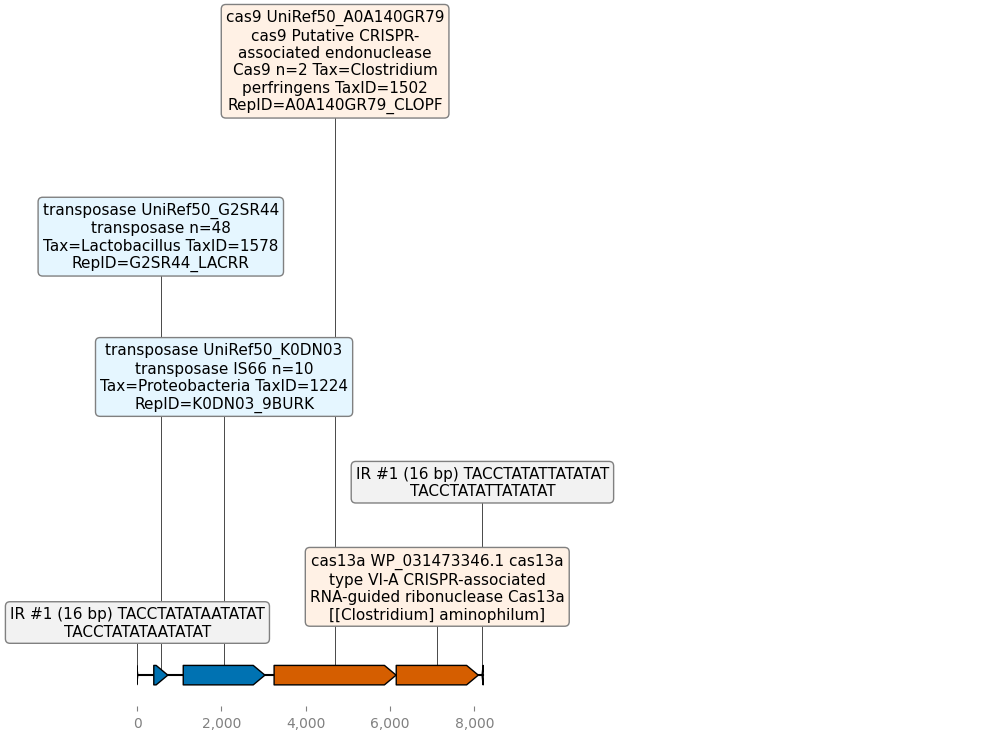 cas9 UniRef50_A0A140GR79
cas9 Putative CRISPR-
associated endonuclease
Cas9 n=2 Tax=Clostridium
perfringens TaxID=1502
RepID=A0A140GR79_CLOPF
transposase UniRef50_G2SR44
transposase n=48
Tax=Lactobacillus TaxID=1578
RepID=G2SR44_LACRR
transposase UniRef50_K0DN03
transposase IS66 n=10
Tax=Proteobacteria TaxID=1224
RepID=K0DN03_9BURK
IR #1 (16 bp) TACCTATATTATATAT
TACCTATATTATATAT
cas13a WP_031473346.1 cas13a
type VI-A CRISPR-associated
RNA-guided ribonuclease Cas13a
[[Clostridium] aminophilum]
IR #1 (16 bp) TACCTATATAATATAT
TACCTATATAATATAT
0 2,000 4,000 6,000 8,000